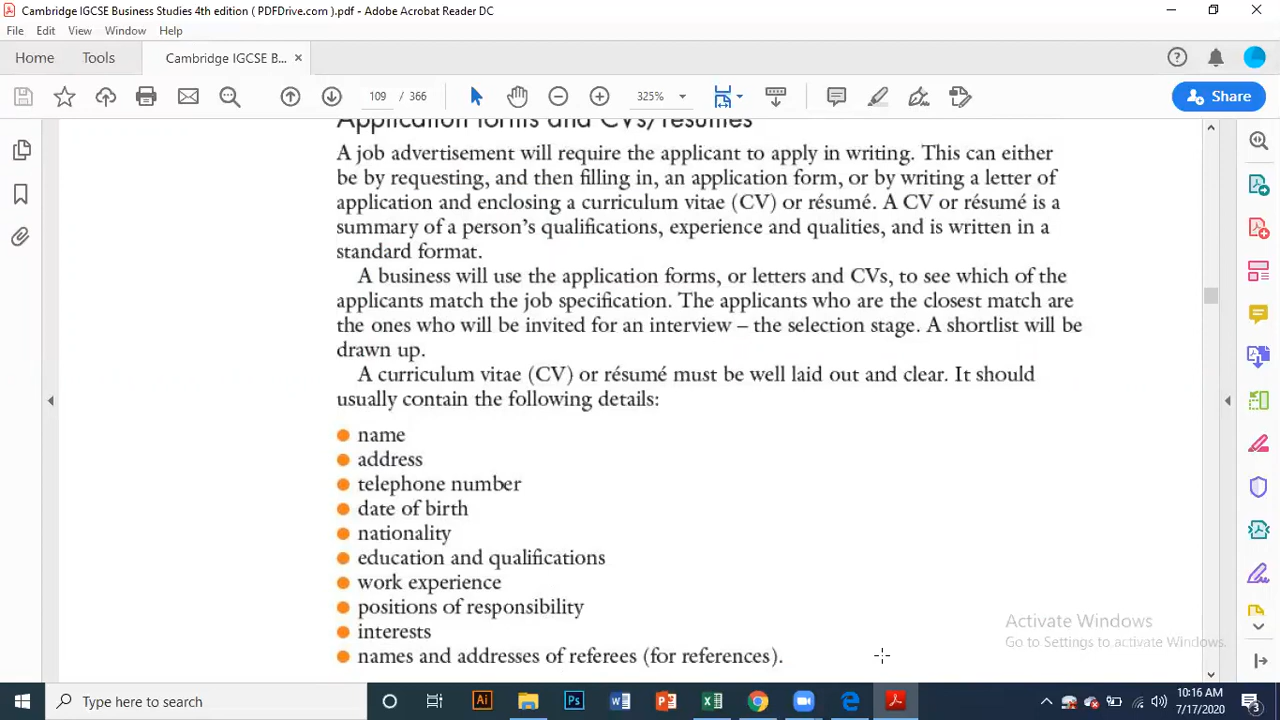 Cambridge IGCSE Business Studies 4th edition ( PDFDrive.com ).pdf - Adobe Acrobat Reader DC
File Edit View Window Help
Home Tools Cambridge IGCSE B... ×
109 / 366 325% Share
Application forms and CVs/résumés
A job advertisement will require the applicant to apply in writing. This can either
be by requesting, and then filling in, an application form, or by writing a letter of
application and enclosing a curriculum vitae (CV) or résumé. A CV or résumé is a
summary of a person's qualifications, experience and qualities, and is written in a
standard format.
A business will use the application forms, or letters and CVs, to see which of the
applicants match the job specification. The applicants who are the closest match are
the ones who will be invited for an interview – the selection stage. A shortlist will be
drawn up.
A curriculum vitae (CV) or résumé must be well laid out and clear. It should
usually contain the following details:
● name
● address
● telephone number
● date of birth
● nationality
● education and qualifications
● work experience
● positions of responsibility
● interests
● names and addresses of referees (for references).
Activate Windows
Go to Settings to activate Windows.
Type here to search
10:16 AM
7/17/2020
3